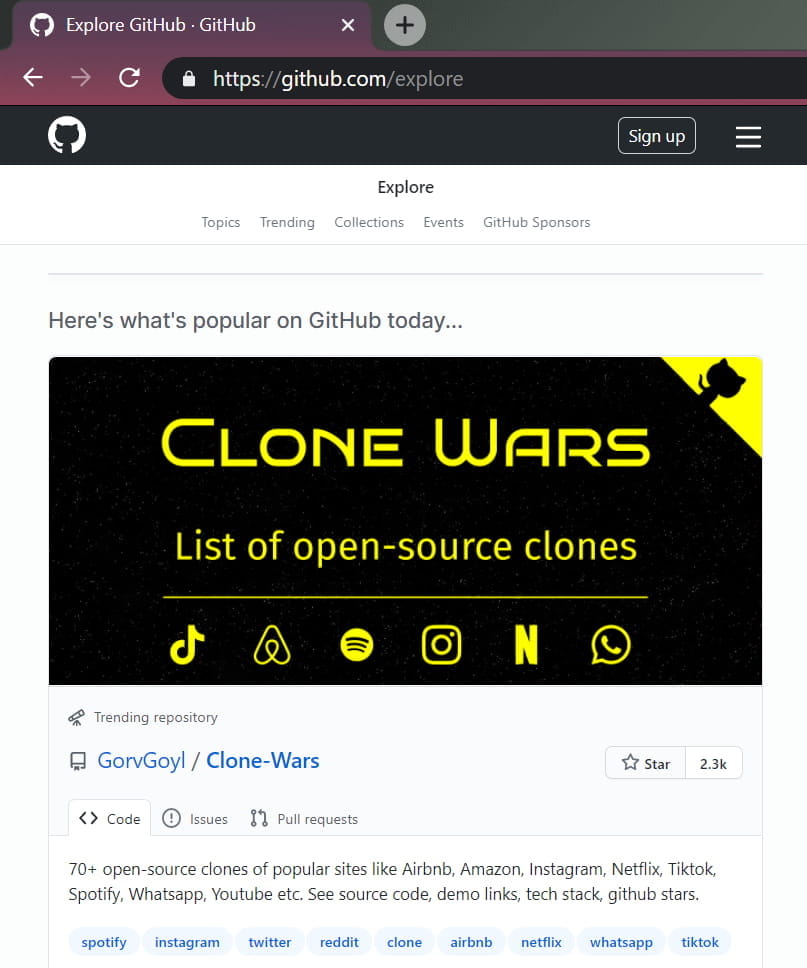 Explore GitHub · GitHub
https://github.com/explore
Sign up
Explore
Topics Trending Collections Events GitHub Sponsors
Here's what's popular on GitHub today...
Clone Wars
List of open-source clones
Trending repository
GorvGoyl / Clone-Wars
Star 2.3k
Code Issues Pull requests
70+ open-source clones of popular sites like Airbnb, Amazon, Instagram, Netflix, Tiktok,
Spotify, Whatsapp, Youtube etc. See source code, demo links, tech stack, github stars.
spotify instagram twitter reddit clone airbnb netflix whatsapp tiktok